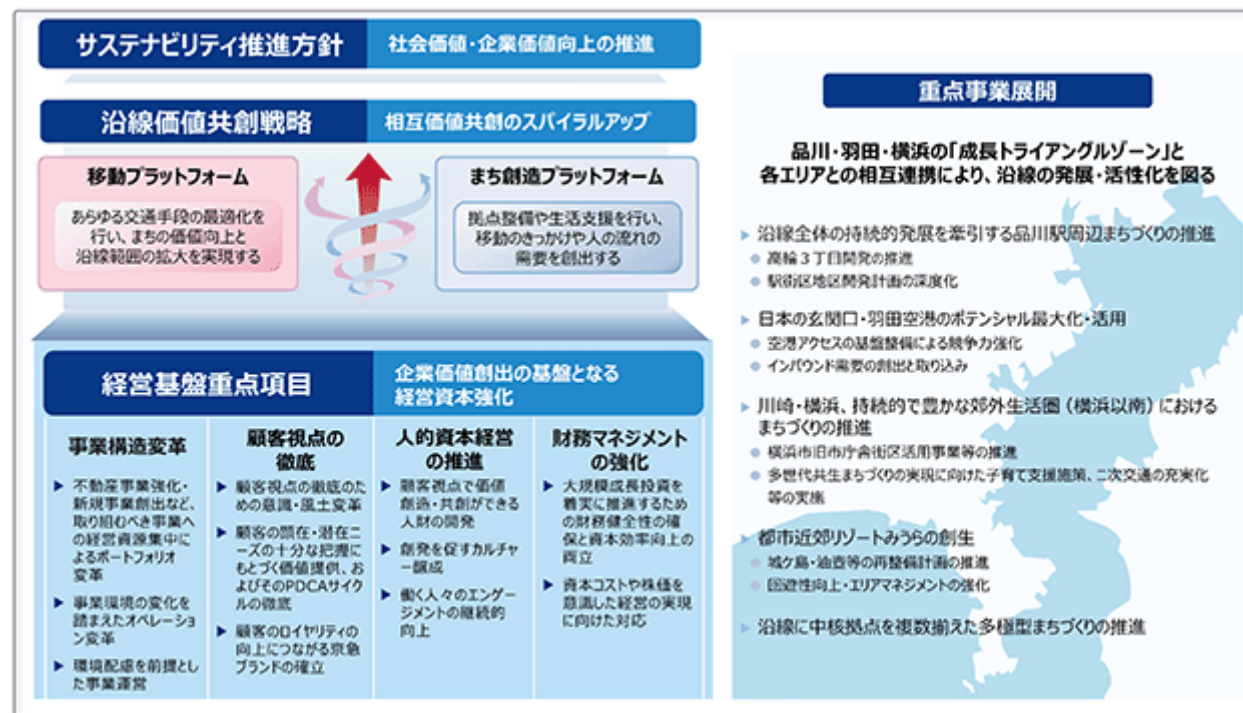 サステナビリティ推進方針
社会価値・企業価値向上の推進
沿線価値共創戦略
相互価値共創のスパイラルアップ
移動プラットフォーム
あらゆる交通手段の最適化を
行い、まちの価値向上と
沿線範囲の拡大を実現する
まち創造プラットフォーム
拠点整備や生活支援を行い、
移動のきっかけや人の流れの
需要を創出する
経営基盤重点項目
企業価値創出の基盤となる
経営資本強化
事業構造変革
▶ 不動産事業強化・
新規事業創出など、
取り組むべき事業へ
の経営資源集中に
よるポートフォリオ
変革
▶ 事業環境の変化を
踏まえたオペレーショ
ン変革
▶ 環境配慮を前提とし
た事業運営
顧客視点の
徹底
▶ 顧客視点の徹底のた
めの意識・風土変革
▶ 顧客の顕在・潜在ニ
ーズの十分な把握に
もとづく価値提供、お
よびそのPDCAサイク
ルの徹底
▶ 顧客のロイヤリティの
向上につながる京急
ブランドの確立
人的資本経営
の推進
▶ 顧客視点で価値
創造・共創ができる
人財の開発
▶ 創発を促すカルチャ
ー醸成
▶ 働く人々のエンゲー
ジメントの継続的
向上
財務マネジメント
の強化
▶ 大規模成長投資を
着実に推進するため
の財務健全性の確
保と資本効率向上の
両立
▶ 資本コストや株価を
意識した経営の実現
に向けた対応
重点事業展開
品川・羽田・横浜の「成長トライアングルゾーン」と
各エリアとの相互連携により、沿線の発展・活性化を図る
▶ 沿線全体の持続的発展を牽引する品川駅周辺まちづくりの推進
● 高輪３丁目開発の推進
● 駅街区地区開発計画の深度化
▶ 日本の玄関口・羽田空港のポテンシャル最大化・活用
● 空港アクセスの基盤整備による競争力強化
● インバウンド需要の創出と取り込み
▶ 川崎・横浜、持続的で豊かな郊外生活圏（横浜以南）における
まちづくりの推進
● 横浜市旧市庁舎街区活用事業等の推進
● 多世代共生まちづくりの実現に向けた子育て支援施策、二次交通の充実化
等の実施
▶ 都市近郊リゾートみうらの創生
● 城ケ島・油壺等の再整備計画の推進
● 回遊性向上・エリアマネジメントの強化
▶ 沿線に中核拠点を複数揃えた多極型まちづくりの推進